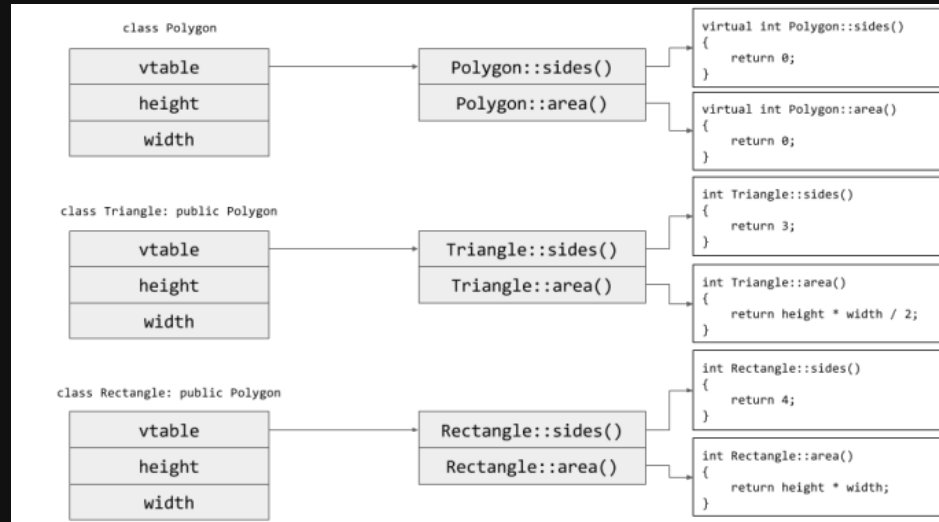 class Polygon
vtable
height
width
Polygon::sides()
Polygon::area()
virtual int Polygon::sides()
{
return 0;
}
virtual int Polygon::area()
{
return 0;
}
class Triangle: public Polygon
vtable
height
width
Triangle::sides()
Triangle::area()
int Triangle::sides()
{
return 3;
}
int Triangle::area()
{
return height * width / 2;
}
class Rectangle: public Polygon
vtable
height
width
Rectangle::sides()
Rectangle::area()
int Rectangle::sides()
{
return 4;
}
int Rectangle::area()
{
return height * width;
}